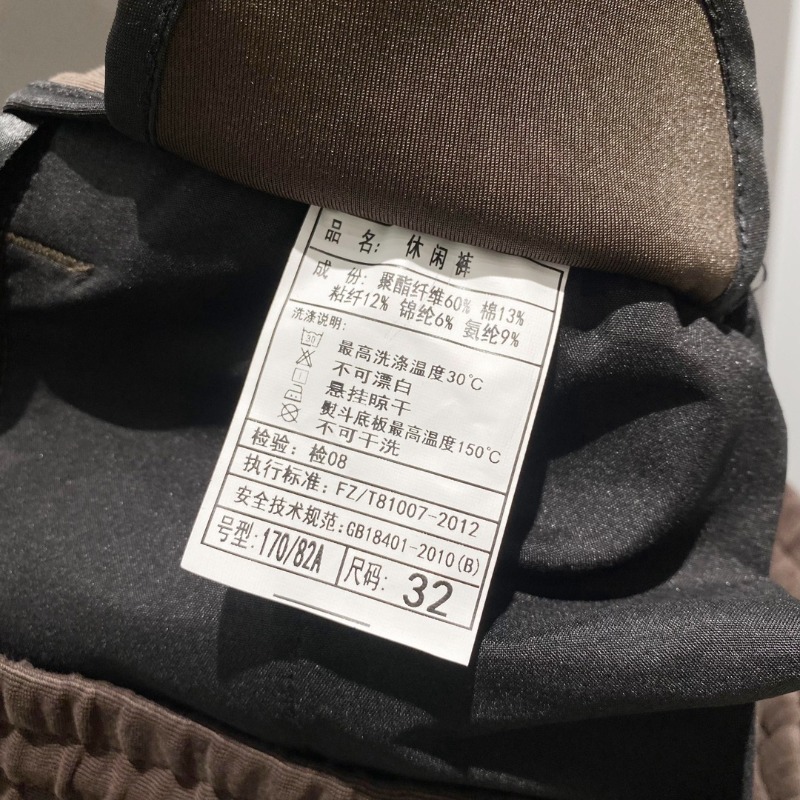 品 名: 休闲裤
成 份: 聚酯纤维60% 棉13%
粘纤12% 锦纶6% 氨纶9%
洗涤说明:
30
最高洗涤温度30℃
不可漂白
悬挂晾干
熨斗底板最高温度150℃
不可干洗
检验: 检08
执行标准: FZ/T81007-2012
安全技术规范: GB18401-2010(B)
号型: 170/82A 尺码: 32